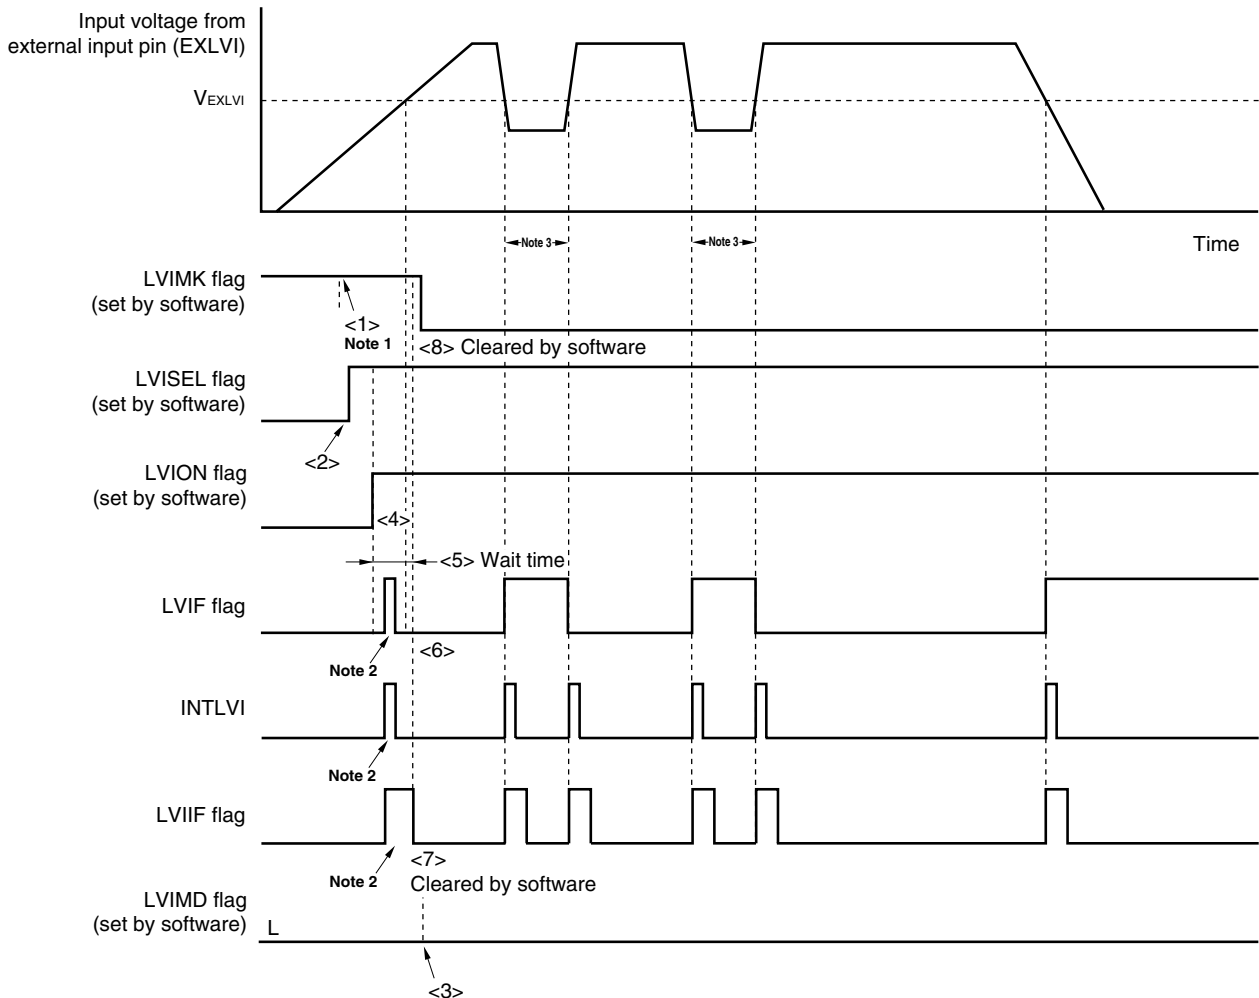 Input voltage from
external input pin (EXLVI)
VEXLVI
Note 3
Note 3
Time
LVIMK flag
(set by software)
<1>
Note 1
<8> Cleared by software
LVISEL flag
(set by software)
<2>
LVION flag
(set by software)
<4>
<5> Wait time
LVIF flag
<6>
Note 2
INTLVI
Note 2
LVIIF flag
Note 2
<7>
Cleared by software
LVIMD flag
(set by software)
L
<3>